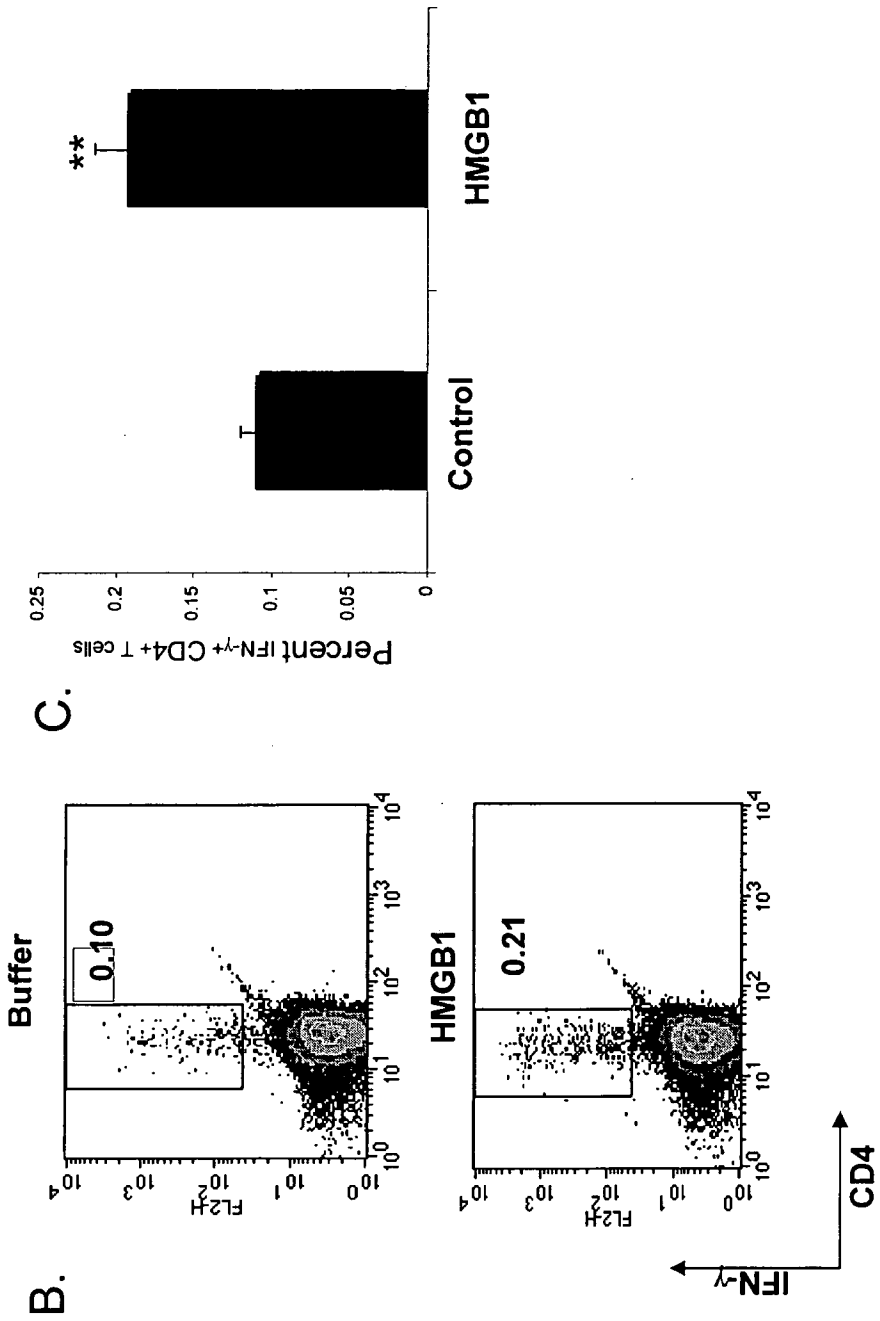 B.
Buffer
0.10
10^4
10^3
10^2
10^1
10^0
FL2-H
10^0
10^1
10^2
10^3
10^4
HMGB1
0.21
10^4
10^3
10^2
10^1
10^0
FL2-H
10^0
10^1
10^2
10^3
10^4
IFN-γ
CD4
C.
Percent IFN-γ+ CD4+ T cells
0.25
0.2
0.15
0.1
0.05
0
**
Control
HMGB1